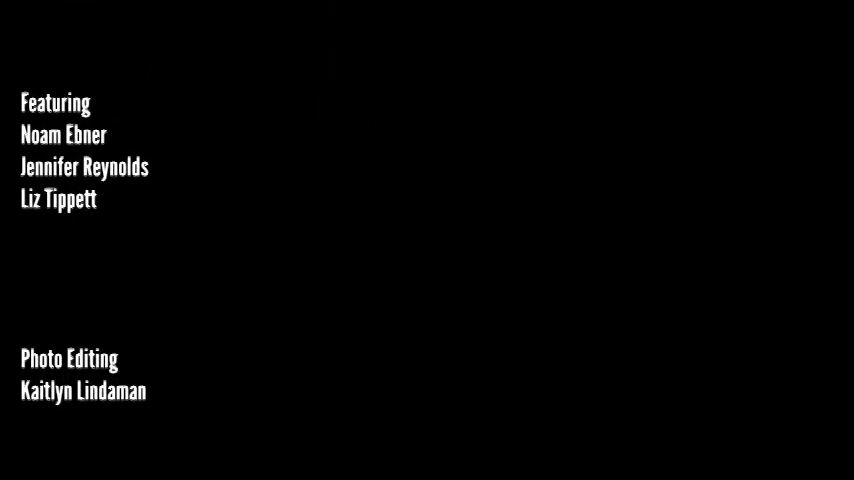 Featuring
Noam Ebner
Jennifer Reynolds
Liz Tippett
Photo Editing
Kaitlyn Lindaman